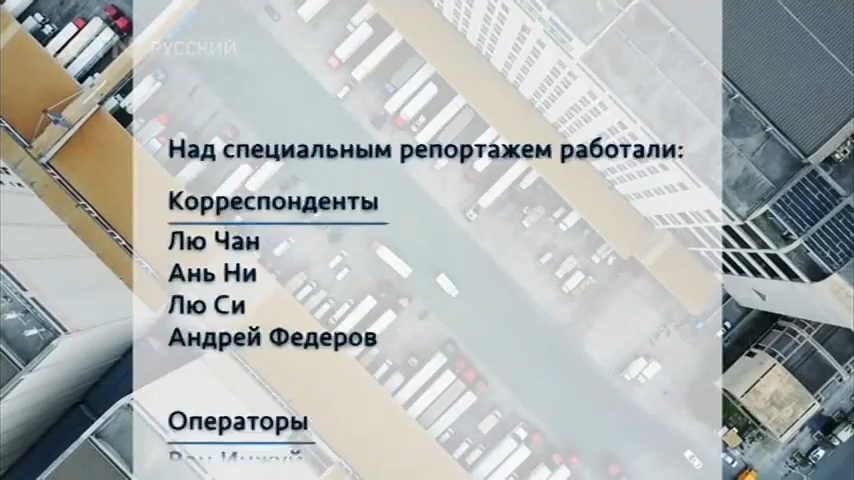 РУССКИЙ
Над специальным репортажем работали:
Корреспонденты
Лю Чан
Ань Ни
Лю Си
Андрей Федеров
Операторы